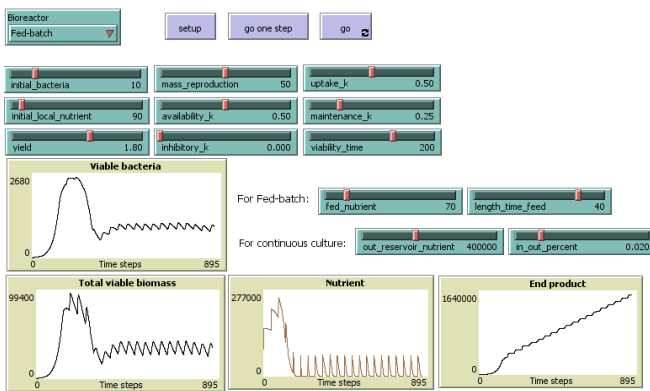 Bioreactor
Fed-batch
setup
go one step
go
initial_bacteria 10
mass_reproduction 50
uptake_k 0.50
initial_local_nutrient 90
availability_k 0.50
maintenance_k 0.25
yield 1.80
inhibitory_k 0.000
viability_time 200
Viable bacteria
2680
0
0 Time steps 895
For Fed-batch:
fed_nutrient 70
length_time_feed 40
For continuous culture:
out_reservoir_nutrient 400000
in_out_percent 0.020
Total viable biomass
99400
0
0 Time steps 895
Nutrient
277000
0
0 Time steps 895
End product
1640000
0
0 Time steps 895